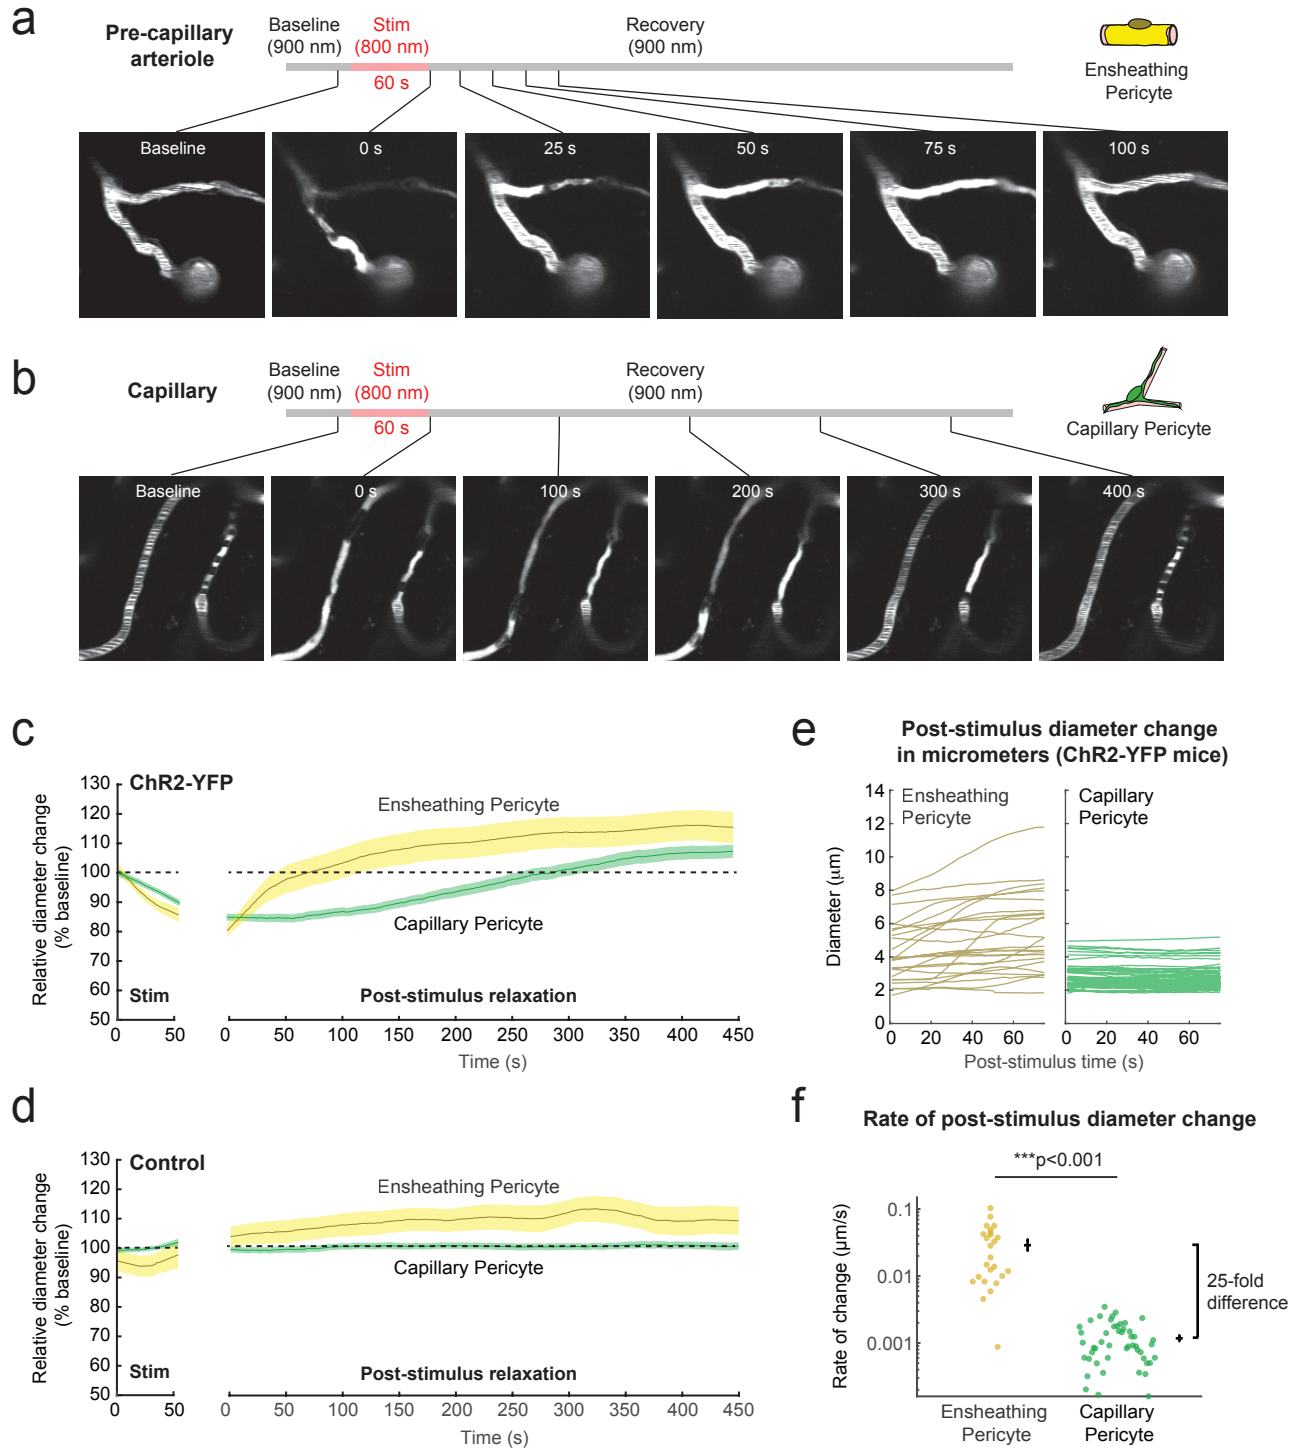 a
Pre-capillary
arteriole
Baseline
(900 nm)
Stim
(800 nm)
60 s
Recovery
(900 nm)
Ensheathing
Pericyte
Baseline
0 s
25 s
50 s
75 s
100 s
b
Capillary
Baseline
(900 nm)
Stim
(800 nm)
60 s
Recovery
(900 nm)
Capillary Pericyte
Baseline
0 s
100 s
200 s
300 s
400 s
c
ChR2-YFP
Ensheathing Pericyte
Capillary Pericyte
Relative diameter change
(% baseline)
130
120
110
100
90
80
70
60
50
Stim
Post-stimulus relaxation
0 50
0 50 100 150 200 250 300 350 400 450
Time (s)
d
Control
Ensheathing Pericyte
Capillary Pericyte
Relative diameter change
(% baseline)
130
120
110
100
90
80
70
60
50
Stim
Post-stimulus relaxation
0 50
0 50 100 150 200 250 300 350 400 450
Time (s)
e
Post-stimulus diameter change
in micrometers (ChR2-YFP mice)
Ensheathing
Pericyte
Capillary
Pericyte
Diameter (μm)
14
12
10
8
6
4
2
0
0 20 40 60
0 20 40 60
Post-stimulus time (s)
f
Rate of post-stimulus diameter change
***p<0.001
Rate of change (μm/s)
0.1
0.01
0.001
25-fold
difference
Ensheathing
Pericyte
Capillary
Pericyte